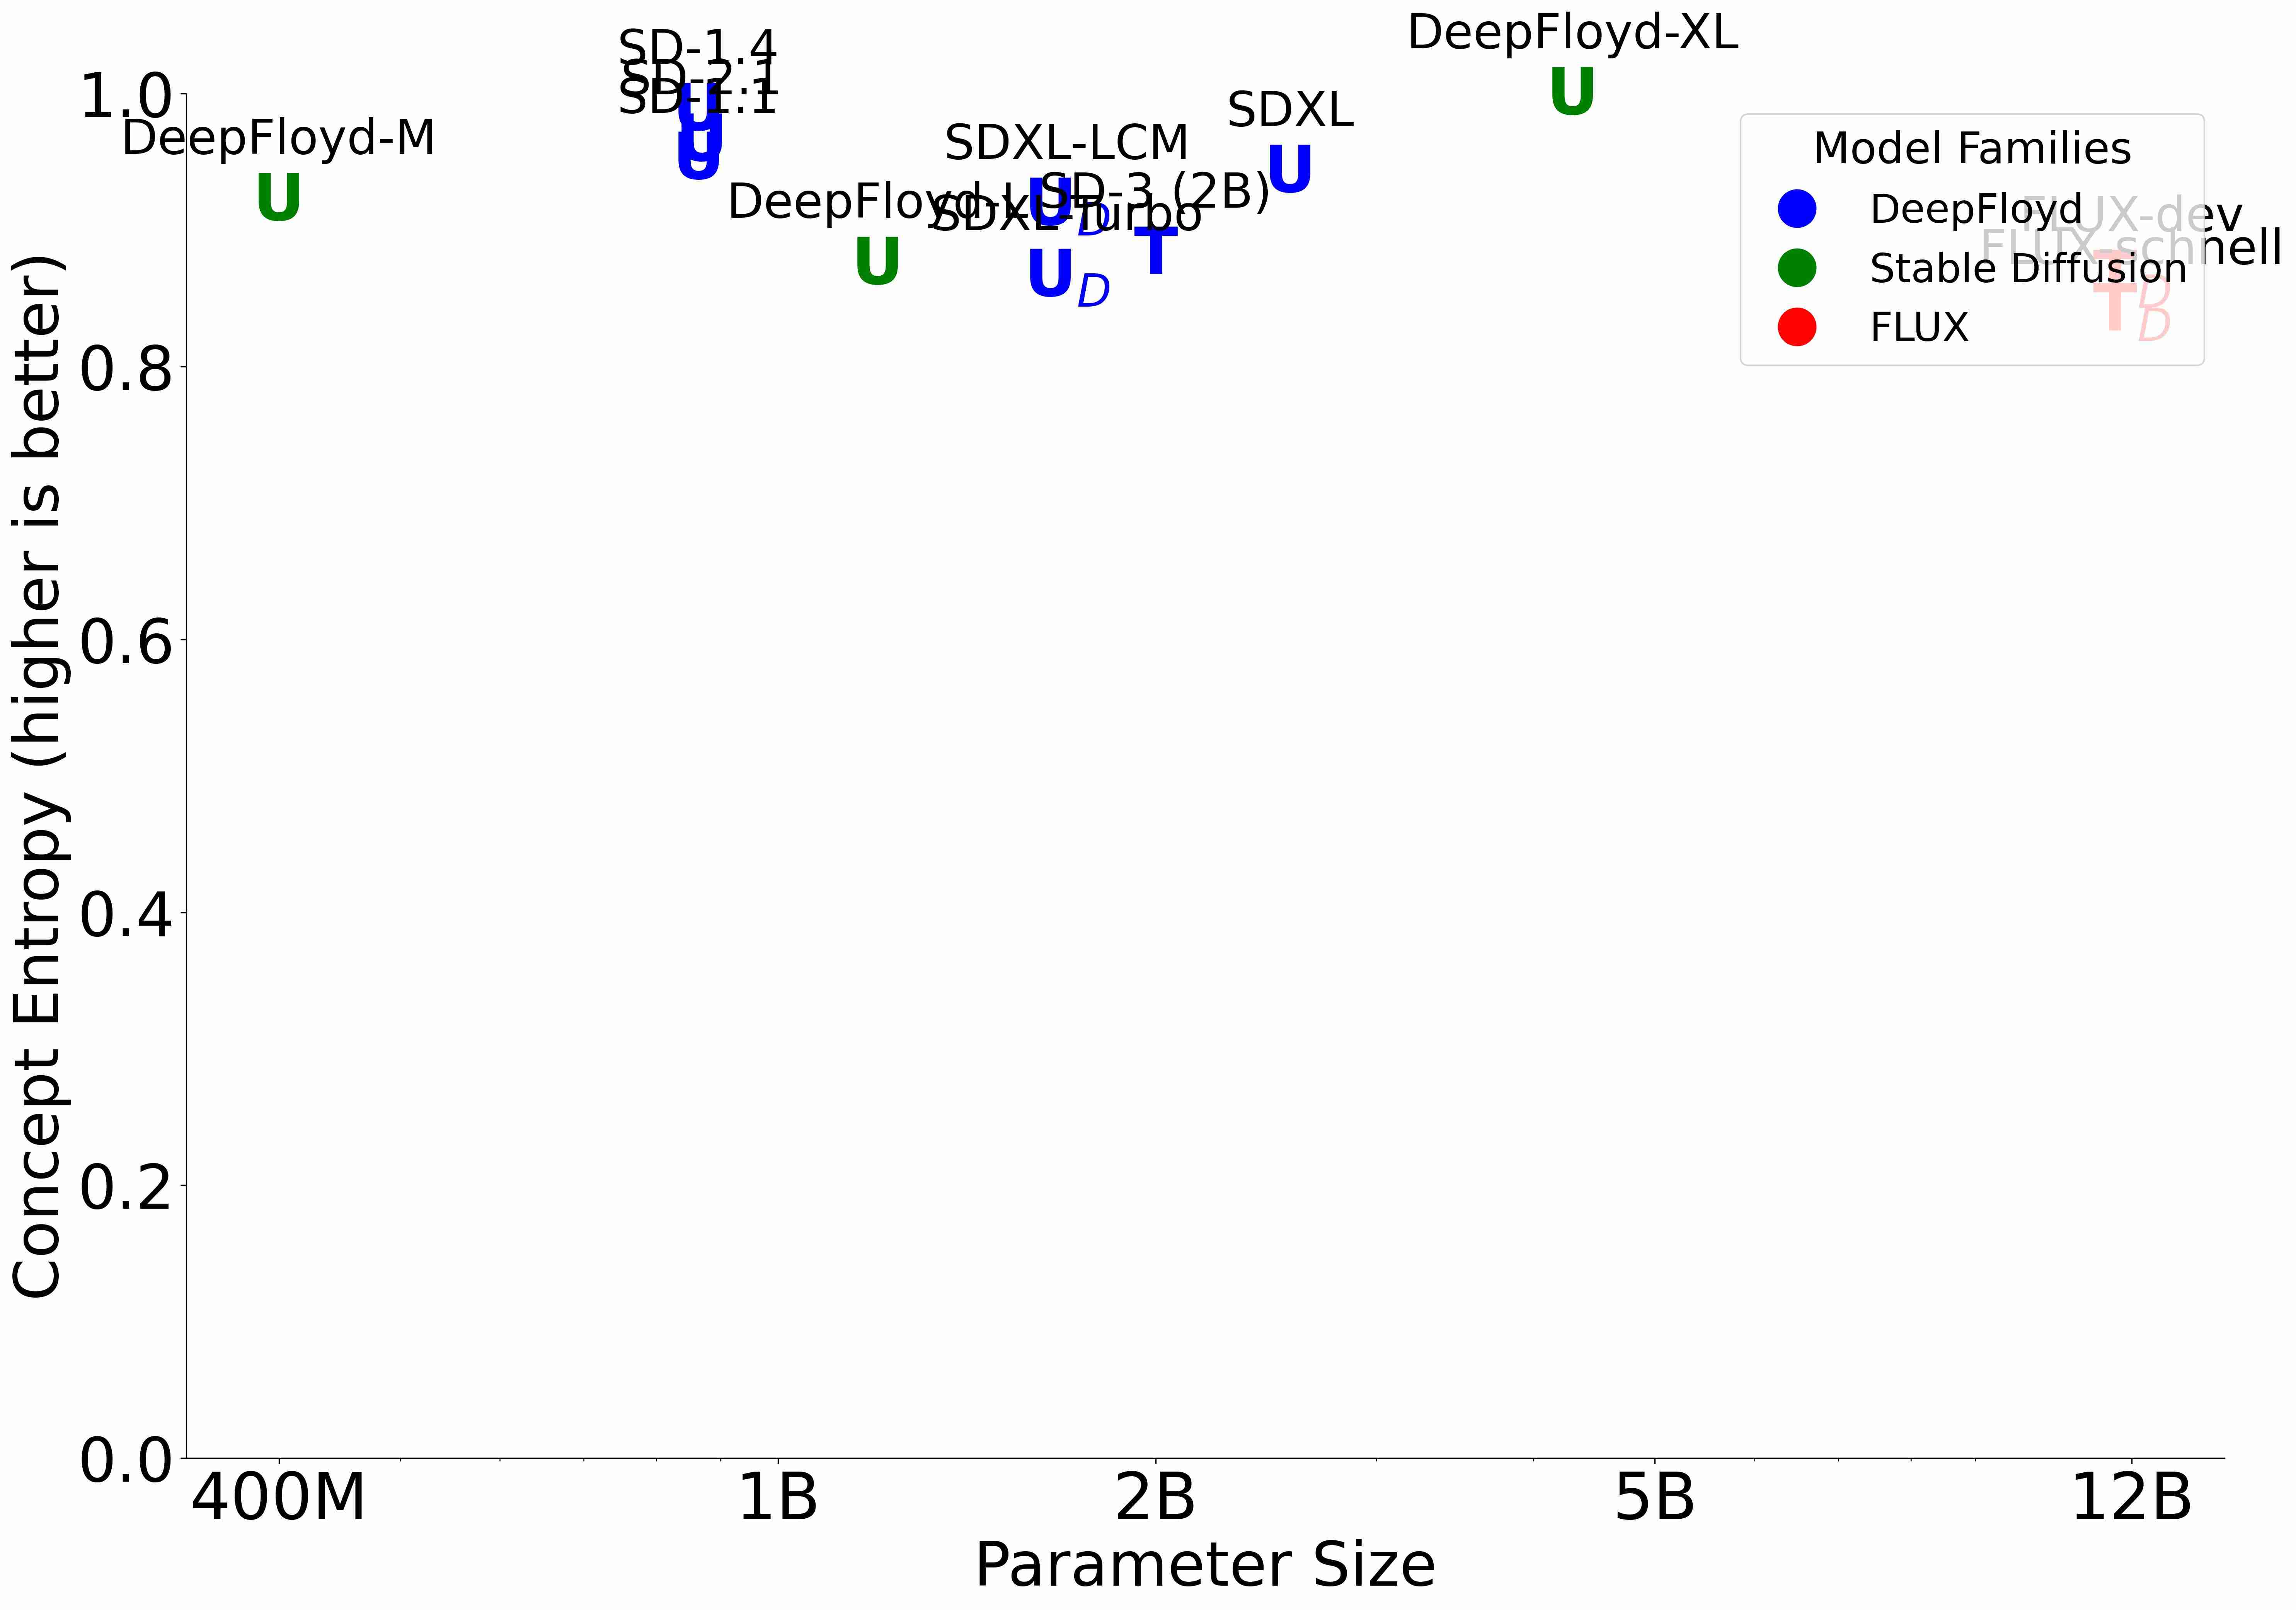 DeepFloyd-XL
SD-1.4
SD-2.1
SD-1.1
1.0
SDXL
DeepFloyd-M
SDXL-LCM
U
U
U
U
U
U
Model Families
DeepFloyd-L
SD-3 (2B)
SDXL-Turbo
U D
T
U
U D
DeepFloyd
Stable Diffusion
FLUX
FLUX-dev
FLUX-schnell
T D
T D
0.8
0.6
0.4
0.2
0.0
Concept Entropy (higher is better)
400M
1B
2B
5B
12B
Parameter Size